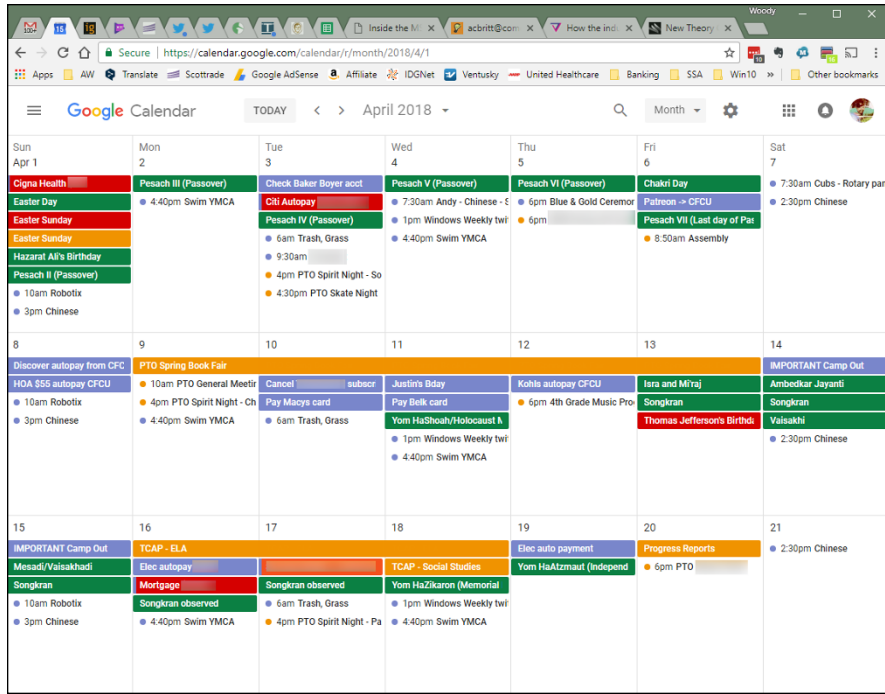 Woody
100+
15
Inside the M
acbritt@com
How the ind
New Theory
Secure | https://calendar.google.com/calendar/r/month/2018/4/1
10
Apps AW Translate Scottrade Google AdSense Affiliate IDGNet Ventusky United Healthcare Banking SSA Win10 » Other bookmarks
Google Calendar TODAY < > April 2018 Month
Sun Mon Tue Wed Thu Fri Sat
Apr 1 2 3 4 5 6 7
Cigna Health
Easter Day
Easter Sunday
Easter Sunday
Hazarat Ali's Birthday
Pesach II (Passover)
10am Robotix
3pm Chinese
Pesach III (Passover)
4:40pm Swim YMCA
Check Baker Boyer acct
Citi Autopay
Pesach IV (Passover)
6am Trash, Grass
9:30am
4pm PTO Spirit Night - So
4:30pm PTO Skate Night
Pesach V (Passover)
7:30am Andy - Chinese - S
1pm Windows Weekly twi
4:40pm Swim YMCA
Pesach VI (Passover)
6pm Blue & Gold Ceremor
6pm
Chakri Day
Patreon -> CFCU
Pesach VII (Last day of Pas
8:50am Assembly
7:30am Cubs - Rotary par
2:30pm Chinese
8 9 10 11 12 13 14
Discover autopay from CFC
HOA $55 autopay CFCU
10am Robotix
3pm Chinese
PTO Spring Book Fair
10am PTO General Meetir
4pm PTO Spirit Night - Ch
4:40pm Swim YMCA
Cancel subscr
Pay Macys card
6am Trash, Grass
Justin's Bday
Pay Belk card
Yom HaShoah/Holocaust M
1pm Windows Weekly twi
4:40pm Swim YMCA
Kohls autopay CFCU
6pm 4th Grade Music Pro
Isra and Mi'raj
Songkran
Thomas Jefferson's Birthda
IMPORTANT Camp Out
Ambedkar Jayanti
Songkran
Vaisakhi
2:30pm Chinese
15 16 17 18 19 20 21
IMPORTANT Camp Out
Mesadi/Vaisakhadi
Songkran
10am Robotix
3pm Chinese
TCAP - ELA
Elec autopay
Mortgage
Songkran observed
4:40pm Swim YMCA
Songkran observed
6am Trash, Grass
4pm PTO Spirit Night - Pa
TCAP - Social Studies
Yom HaZikaron (Memorial
1pm Windows Weekly twi
4:40pm Swim YMCA
Elec auto payment
Yom HaAtzmaut (Independ
Progress Reports
6pm PTO
2:30pm Chinese